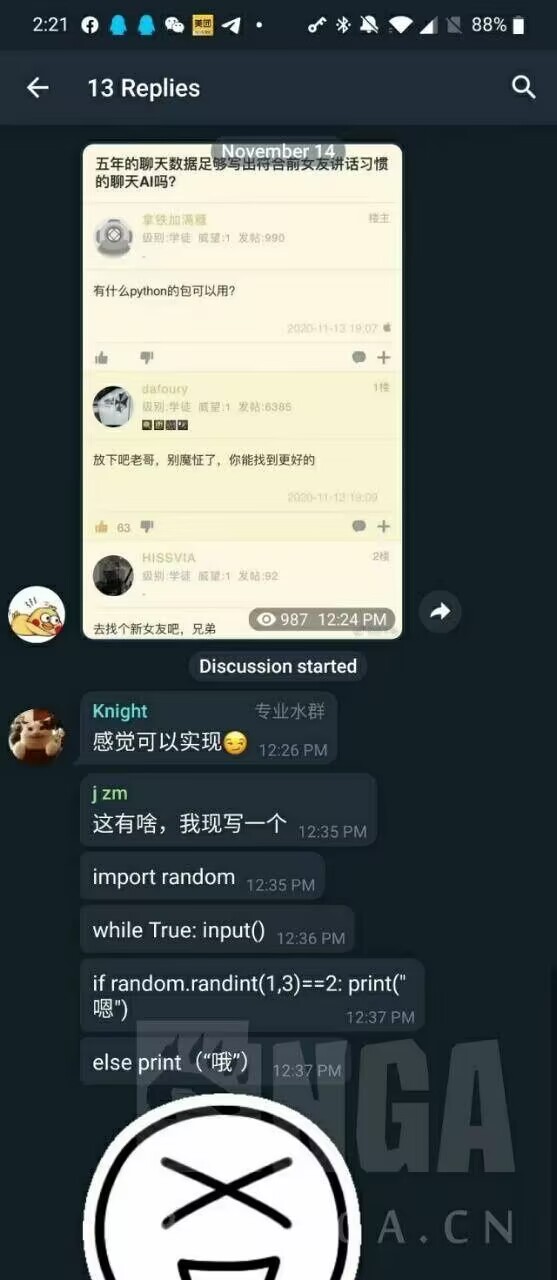 2:21
美团
88%
13 Replies
November 14
五年的聊天数据足够写出符合前女友讲话习惯
的聊天AI吗?
拿铁加满糖
楼主
级别:学徒 威望:1 发帖:990
有什么python的包可以用?
2020-11-13 19:07
dafoury
1楼
级别:学徒 威望:1 发帖:6385
放下吧老哥，别魔怔了，你能找到更好的
2020-11-13 19:09
63
HISSVIA
2楼
级别:学徒 威望:1 发帖:92
去找个新女友吧，兄弟
987 12:24 PM
Discussion started
Knight
专业水群
感觉可以实现😏
12:26 PM
j zm
这有啥，我现写一个
12:35 PM
import random
12:35 PM
while True: input()
12:36 PM
if random.randint(1,3)==2: print("
嗯")
12:37 PM
else print（“哦”）
12:37 PM
NGA
A.CN